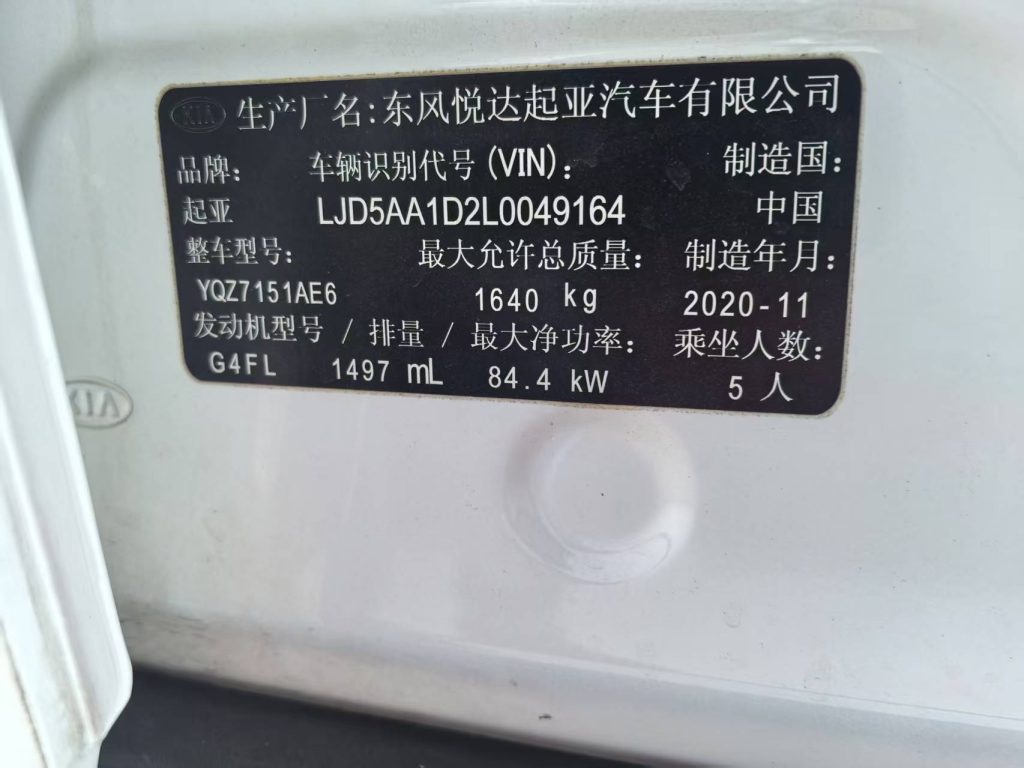 KIA 生产厂名:东风悦达起亚汽车有限公司
品牌: 车辆识别代号(VIN): 制造国:
起亚 LJD5AA1D2L0049164 中国
整车型号: 最大允许总质量: 制造年月:
YQZ7151AE6 1640 kg 2020-11
发动机型号 / 排量 / 最大净功率: 乘坐人数:
G4FL 1497 mL 84.4 kW 5 人
KIA